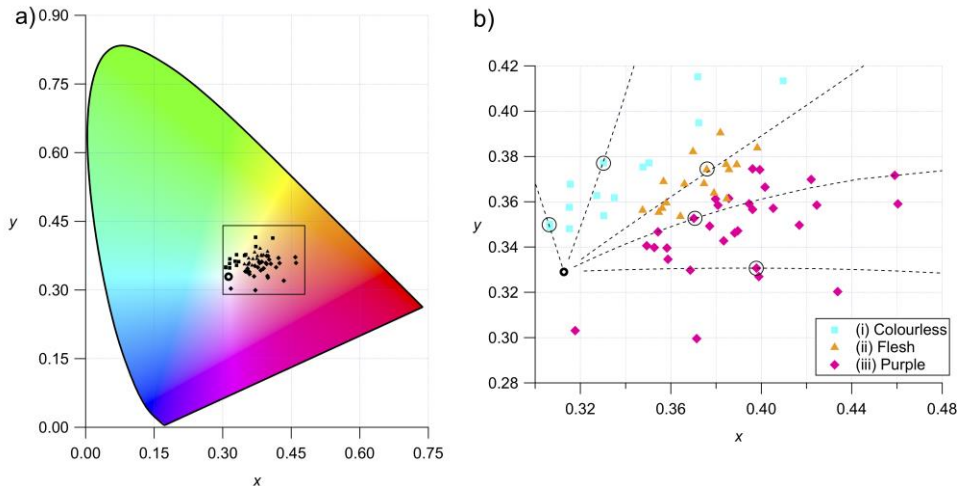 a)
0.90
0.75
0.60
y
0.45
0.30
0.15
0.00
0.00 0.15 0.30 0.45 0.60 0.75
x
b)
0.42
0.40
0.38
0.36
y
0.34
0.32
0.30
0.28
0.32 0.36 0.40 0.44 0.48
x
(i) Colourless
(ii) Flesh
(iii) Purple